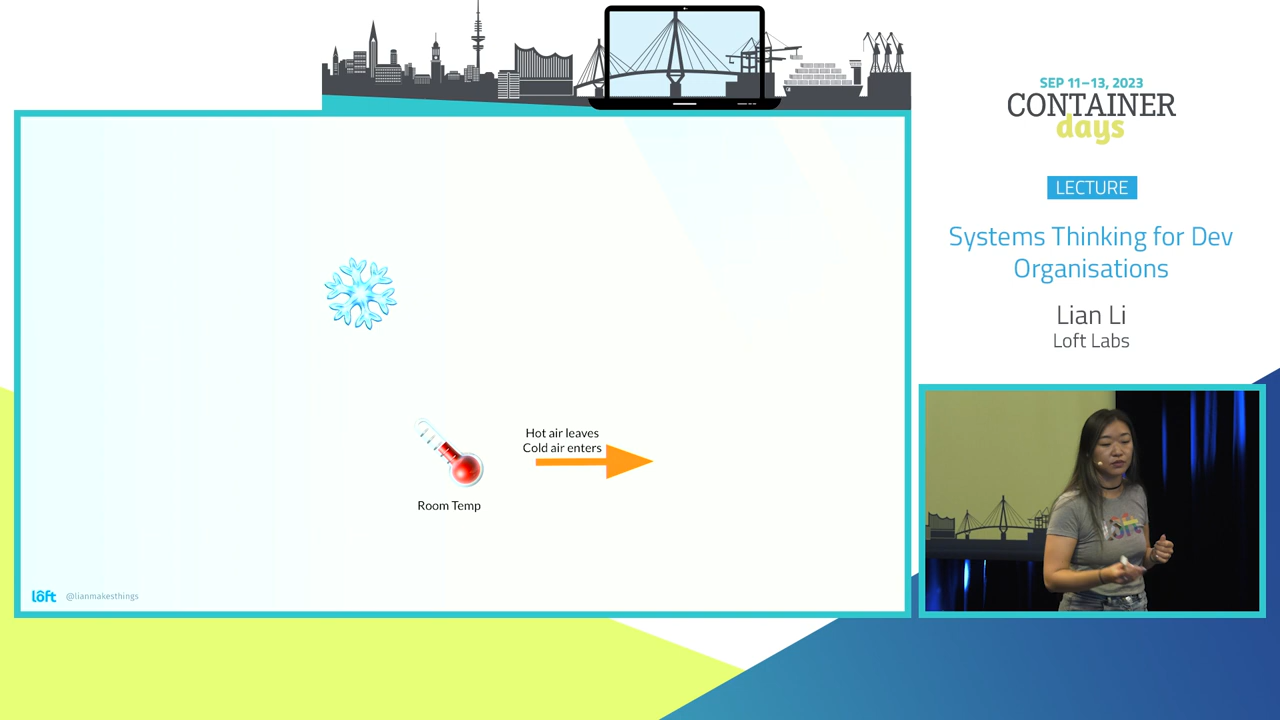 SEP 11–13, 2023
CONTAINER
days
LECTURE
Systems Thinking for Dev
Organisations
Lian Li
Loft Labs
Hot air leaves
Cold air enters
Room Temp
lôft
@lianmakesthings